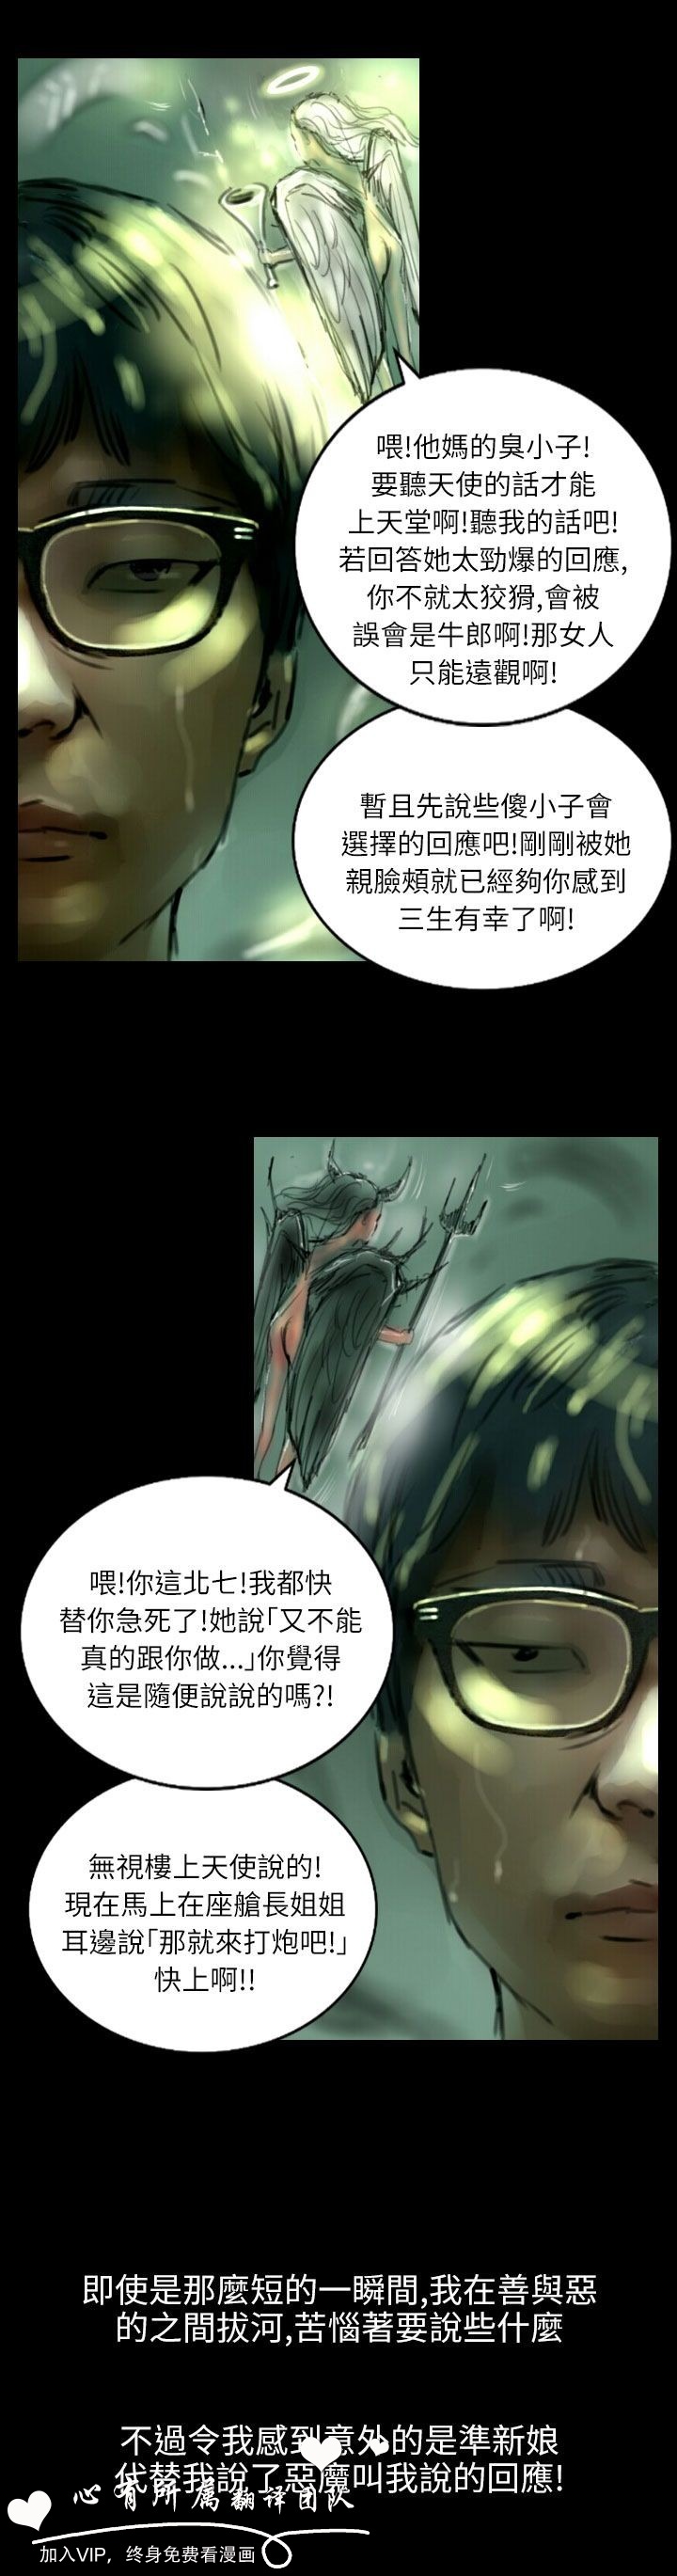 喂!他媽的臭小子!
要聽天使的話才能
上天堂啊!聽我的話吧!
若回答她太勁爆的回應,
你不就太狡猾,會被
誤會是牛郎啊!那女人
只能遠觀啊!
暫且先說些傻小子會
選擇的回應吧!剛剛被她
親臉頰就已經夠你感到
三生有幸了啊!
喂!你這北七!我都快
替你急死了!她說「又不能
真的跟你做...」你覺得
這是隨便說說的嗎?!
無視樓上天使說的!
現在馬上在座艙長姐姐
耳邊說「那就來打炮吧!」
快上啊!!
即使是那麼短的一瞬間,我在善與惡
的之間拔河,苦惱著要說些什麼
不過令我感到意外的是準新娘
代替我說了惡魔叫我說的回應!
心有所属翻译团队
加入VIP，终身免费看漫画